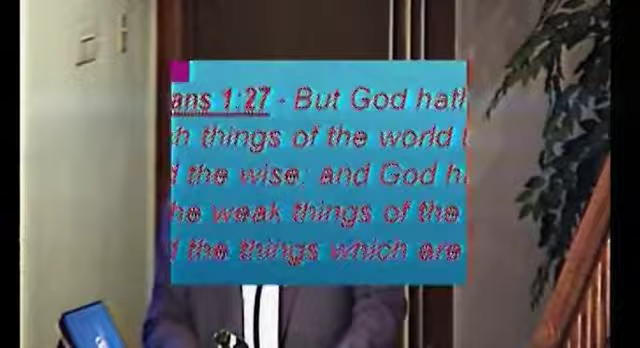 ans 1:27 - But God hath
h things of the world t
d the wise; and God ha
he weak things of the
d the things which are